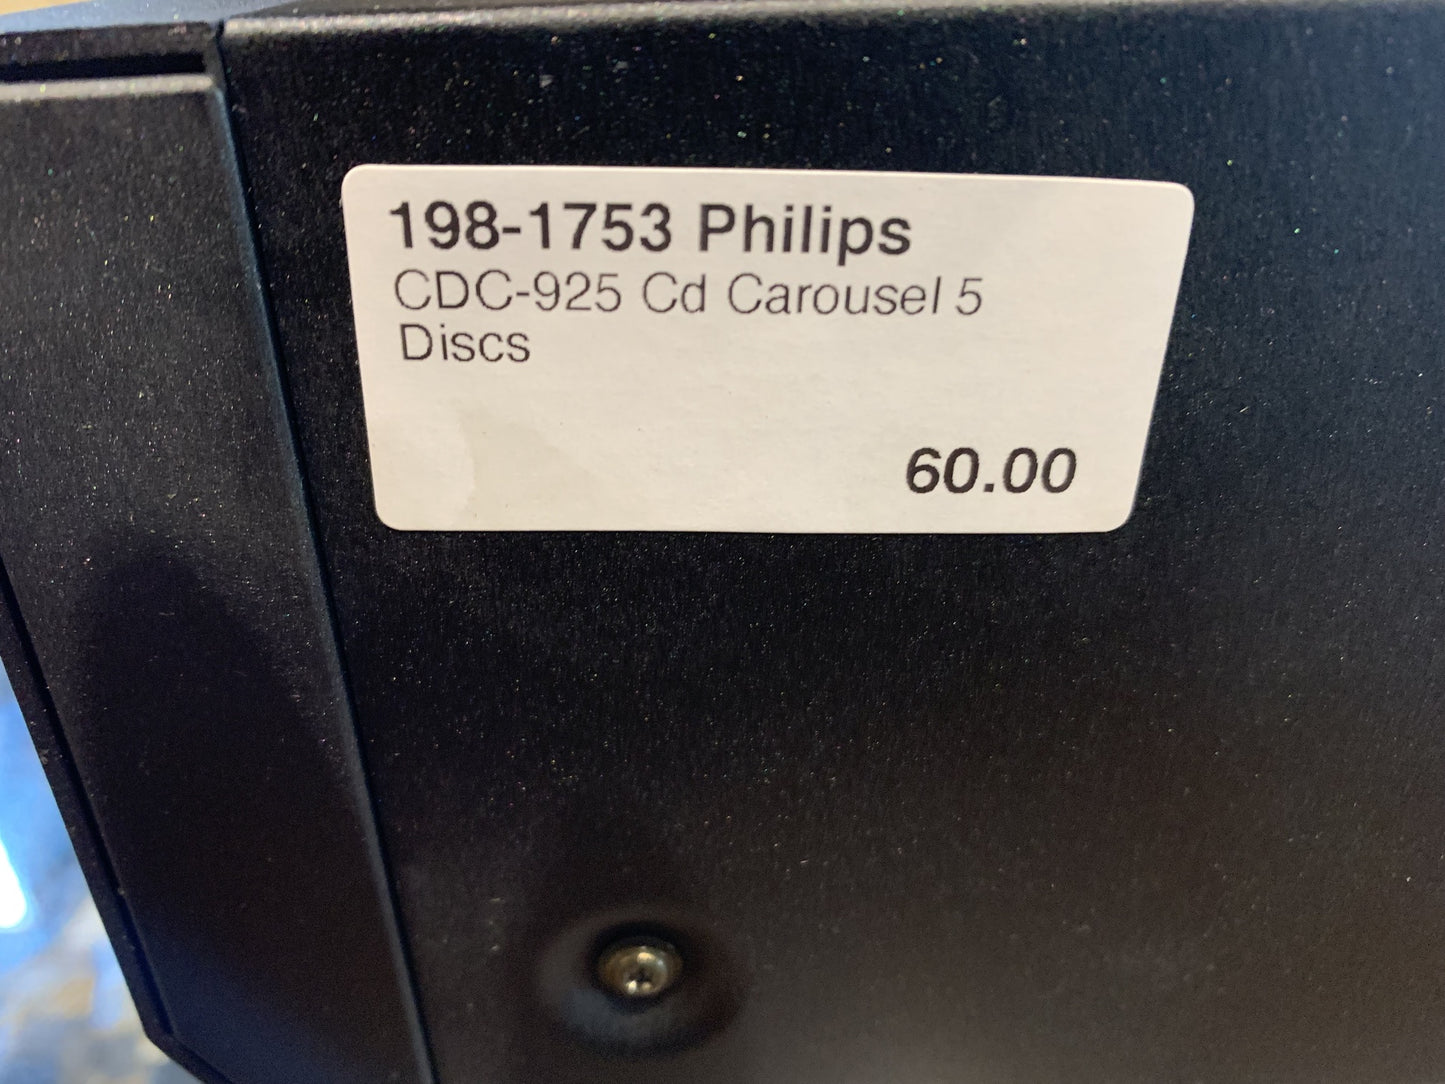 198-1753 Philips
CDC-925 Cd Carousel 5
Discs
60.00